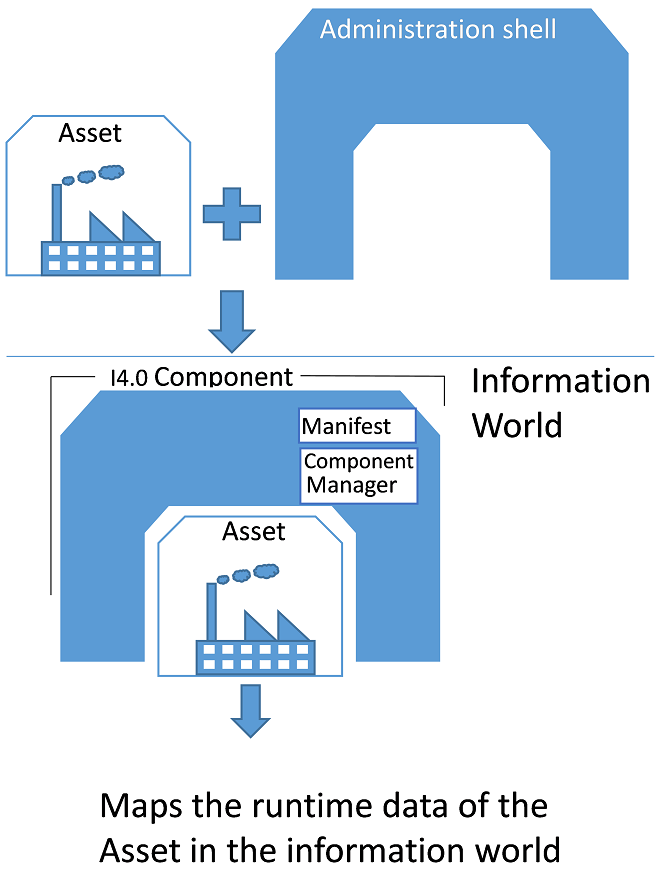 Administration shell
Asset
I4.0 Component
Information
World
Manifest
Component
Manager
Asset
Maps the runtime data of the
Asset in the information world